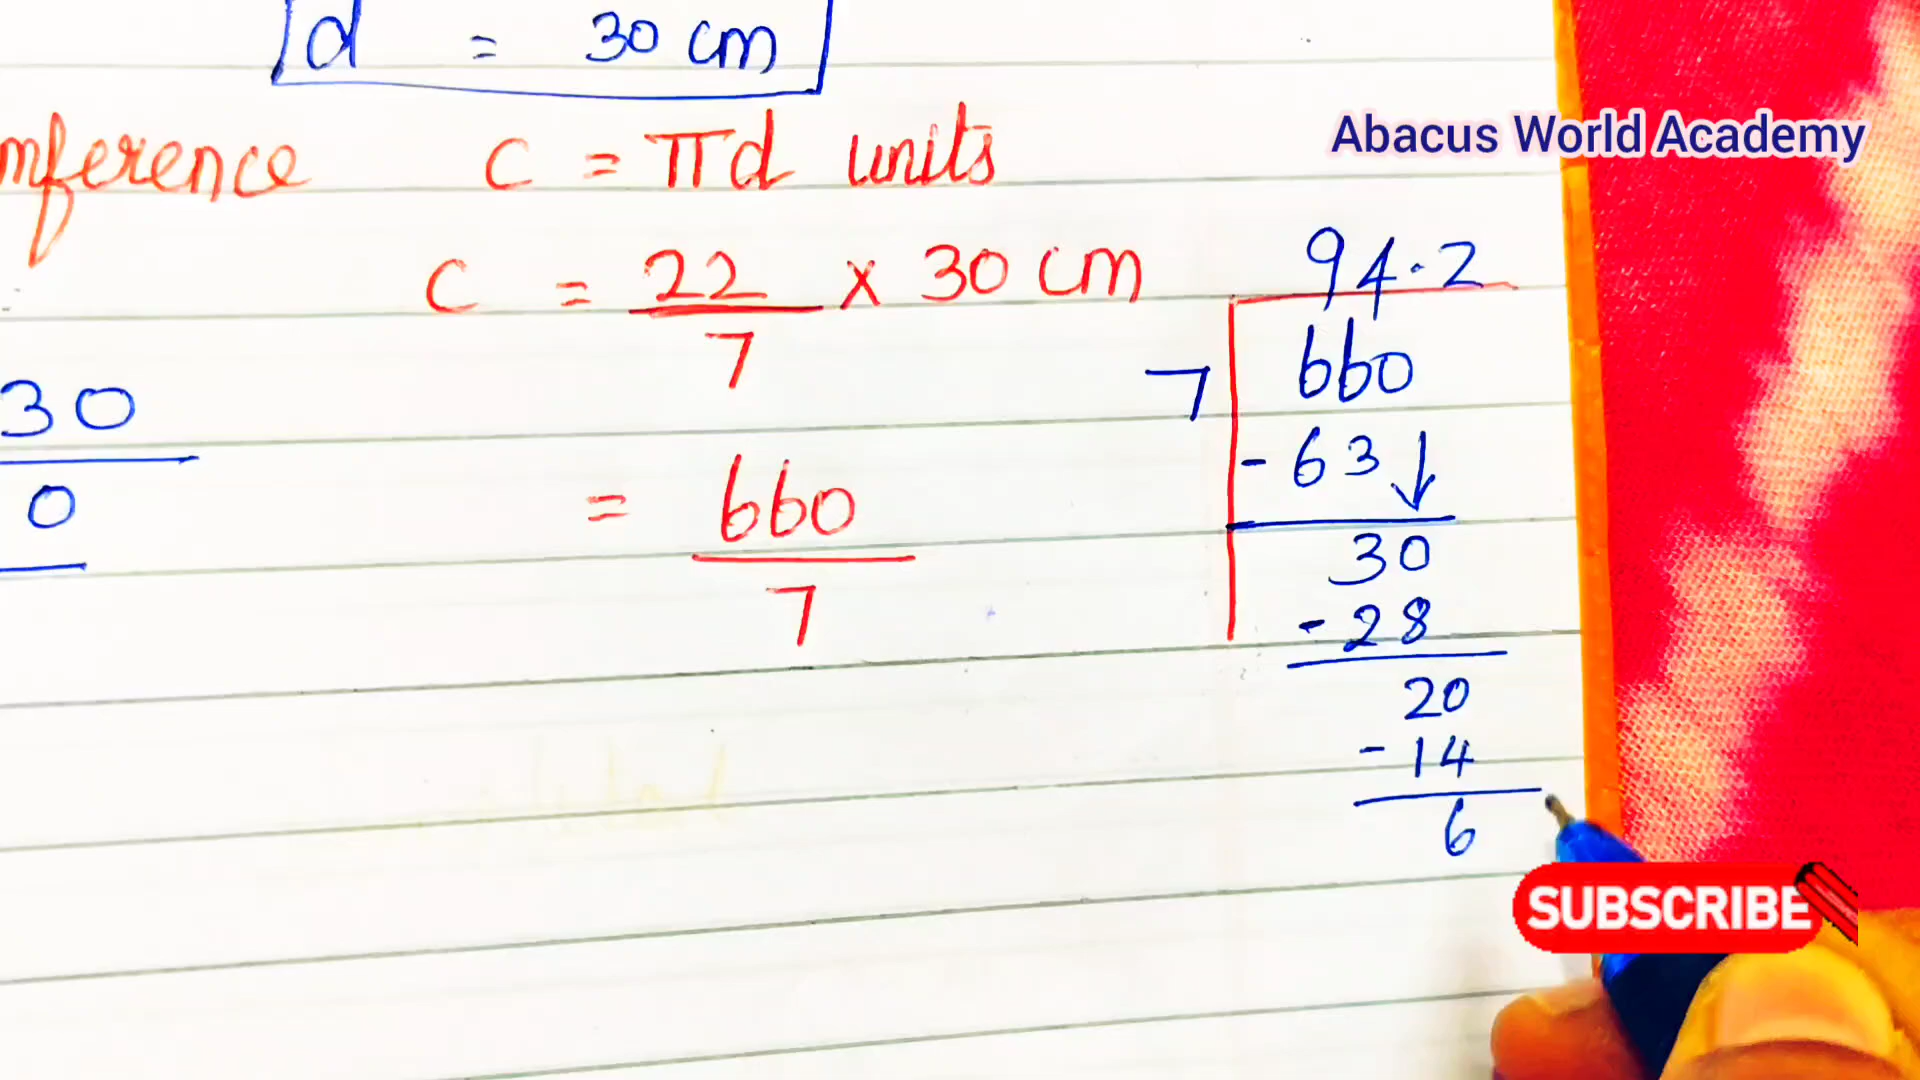 d = 30 cm
Abacus World Academy
mference C = πd units
C = 22/7 × 30 cm
30
0
= 660/7
94.2
7 660
- 63 ↓
30
- 28
20
- 14
6
SUBSCRIBE